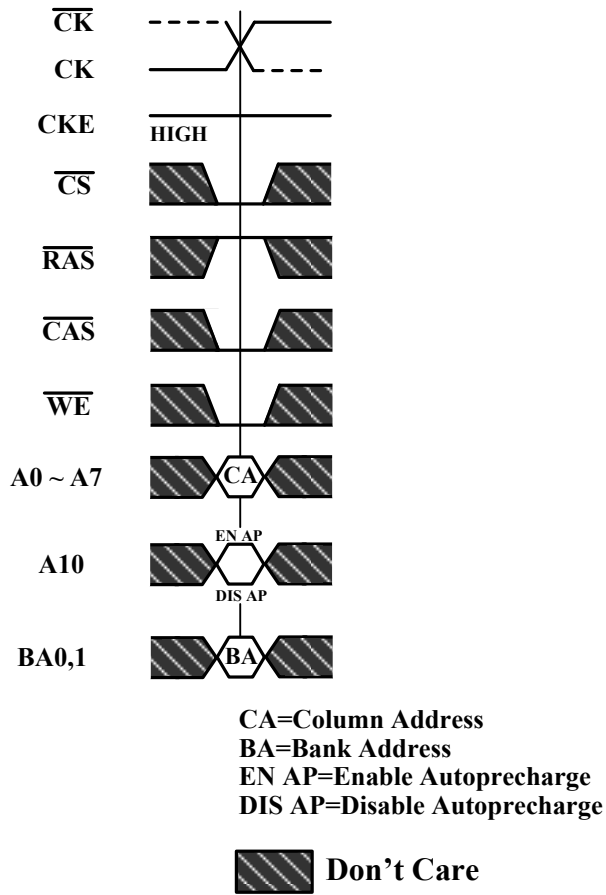 CK
CK
CKE
HIGH
CS
RAS
CAS
WE
A0 ~ A7
CA
EN AP
A10
DIS AP
BA0,1
BA
CA=Column Address
BA=Bank Address
EN AP=Enable Autoprecharge
DIS AP=Disable Autoprecharge
Don't Care